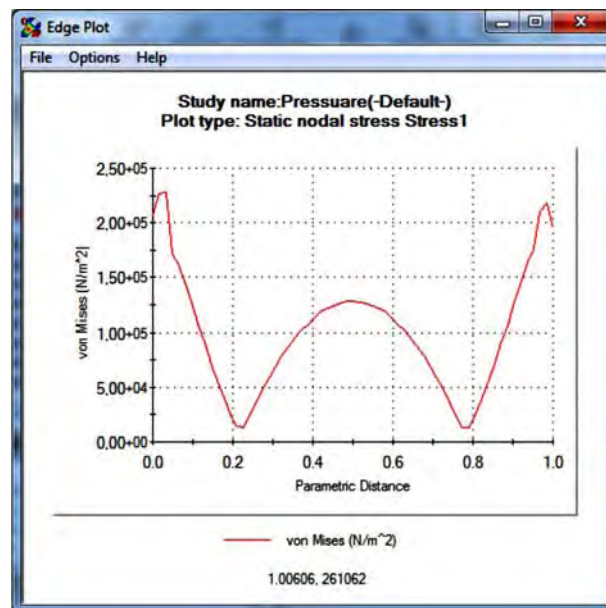 Edge Plot
File Options Help
Study name:Pressuare(-Default-)
Plot type: Static nodal stress Stress1
2.50+05
2.00+05
1.50+05
1.00+05
5.00+04
0.00+00
von Mises (N/m^2|
0.0 0.2 0.4 0.6 0.8 1.0
Parametric Distance
von Mises (N/m^2)
1.00606, 261062